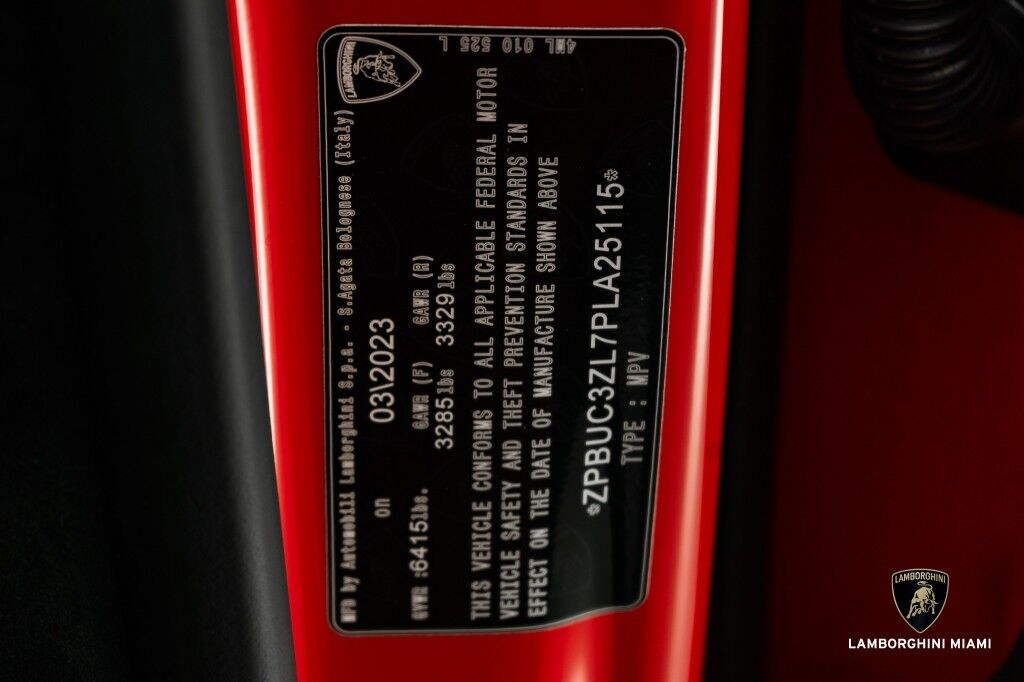 LAMBORGHINI
4ML 010 525 L
MFD by Automobili Lamborghini S.p.a. - S.Agata Bolognese (Italy)
on 03\2023
GVWR :6415lbs. GAWR (F) GAWR (R)
3285lbs 3329lbs
THIS VEHICLE CONFORMS TO ALL APPLICABLE FEDERAL MOTOR
VEHICLE SAFETY AND THEFT PREVENTION STANDARDS IN
EFFECT ON THE DATE OF MANUFACTURE SHOWN ABOVE
*ZPBUC3ZL7PLA25115*
TYPE : MPV
LAMBORGHINI
LAMBORGHINI MIAMI